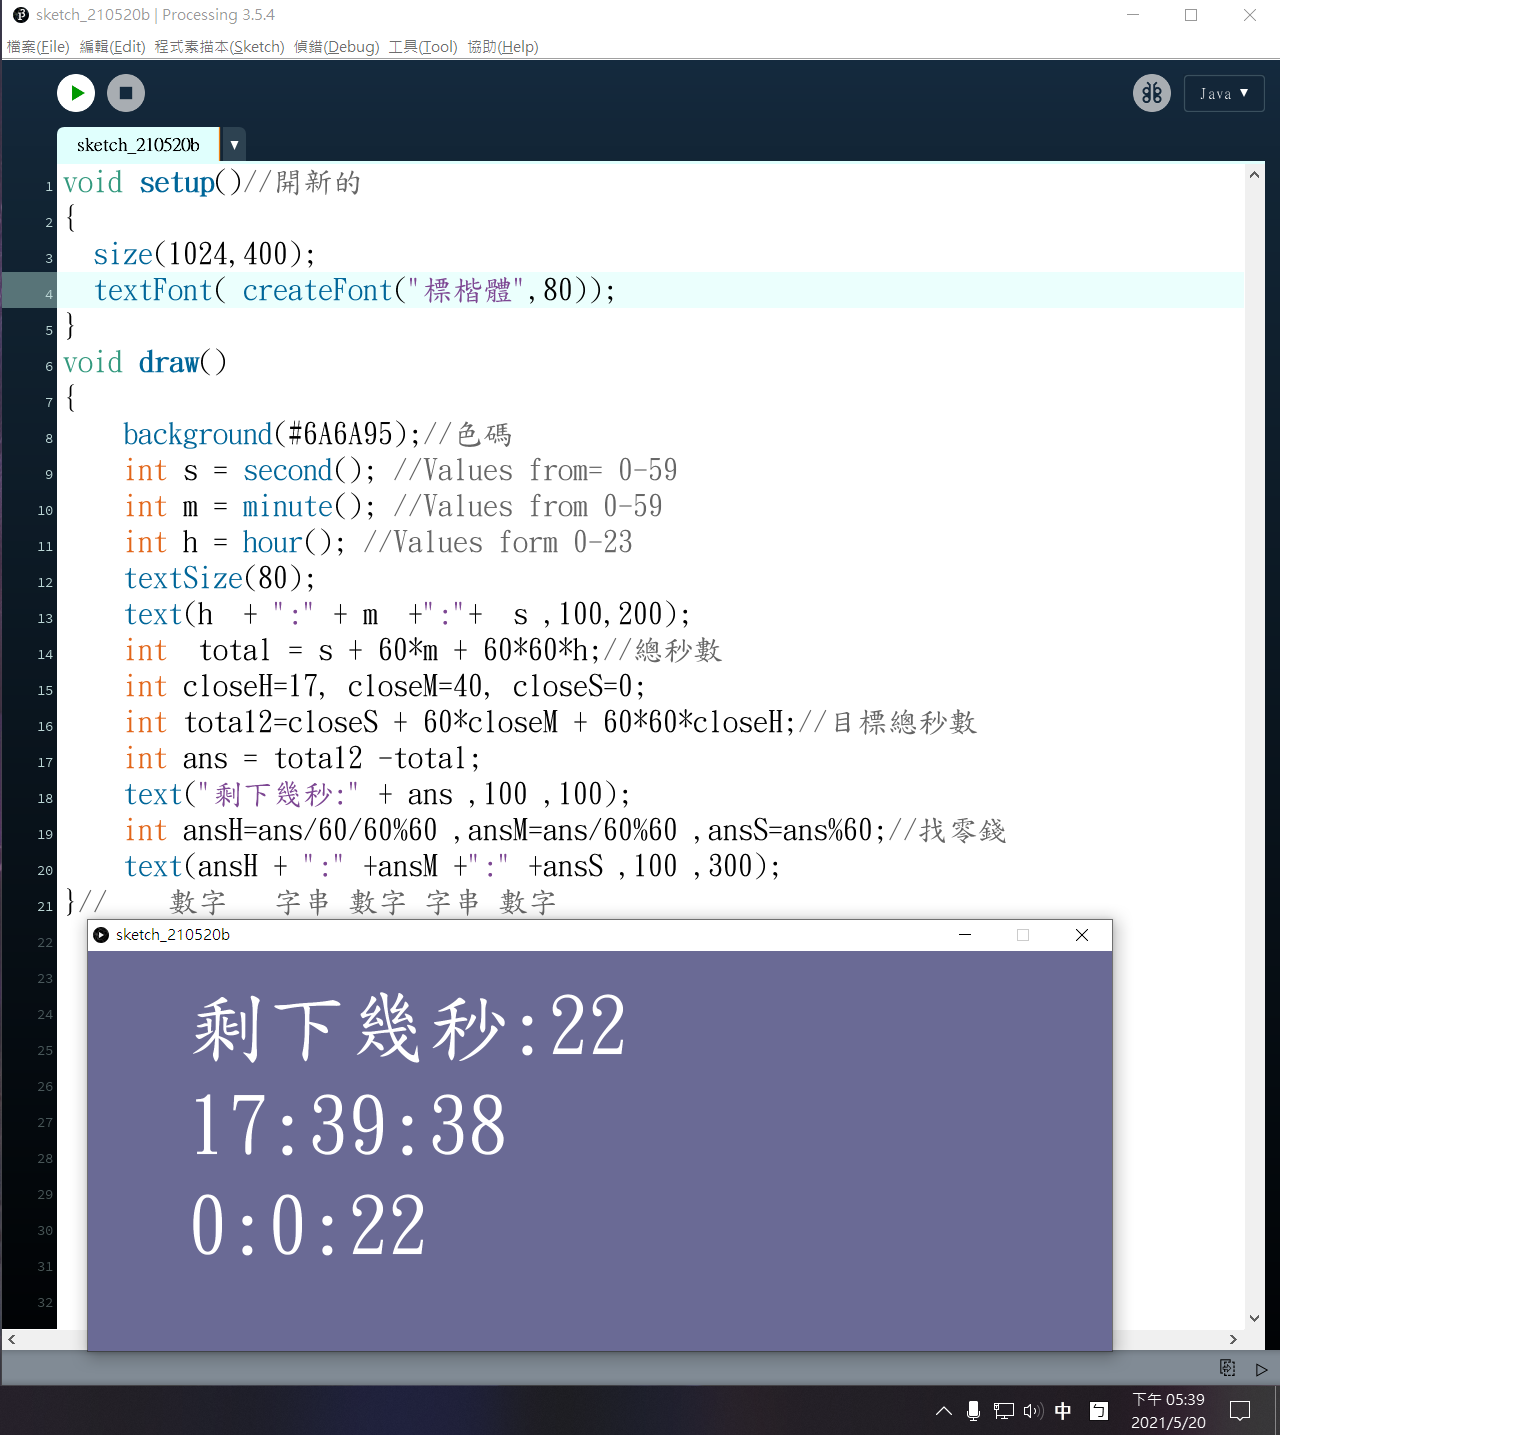 sketch_210520b | Processing 3.5.4
檔案(File) 編輯(Edit) 程式素描本(Sketch) 偵錯(Debug) 工具(Tool) 協助(Help)
Java ▼
sketch_210520b ▼
1 void setup()//開新的
2 {
3   size(1024,400);
4   textFont( createFont("標楷體",80));
5 }
6 void draw()
7 {
8     background(#6A6A95);//色碼
9     int s = second(); //Values from= 0-59
10     int m = minute(); //Values from 0-59
11     int h = hour(); //Values form 0-23
12     textSize(80);
13     text(h  + ":" + m  +":"+  s ,100,200);
14     int  total = s + 60*m + 60*60*h;//總秒數
15     int closeH=17, closeM=40, closeS=0;
16     int total2=closeS + 60*closeM + 60*60*closeH;//目標總秒數
17     int ans = total2 -total;
18     text("剩下幾秒:" + ans ,100 ,100);
19     int ansH=ans/60/60%60 ,ansM=ans/60%60 ,ansS=ans%60;//找零錢
20     text(ansH + ":" +ansM +":" +ansS ,100 ,300);
21 }//    數字   字串 數字 字串 數字
22
23
24
25
26
27
28
29
30
31
32
sketch_210520b
剩下幾秒:22
17:39:38
0:0:22
中 ㄅ
下午 05:39
2021/5/20